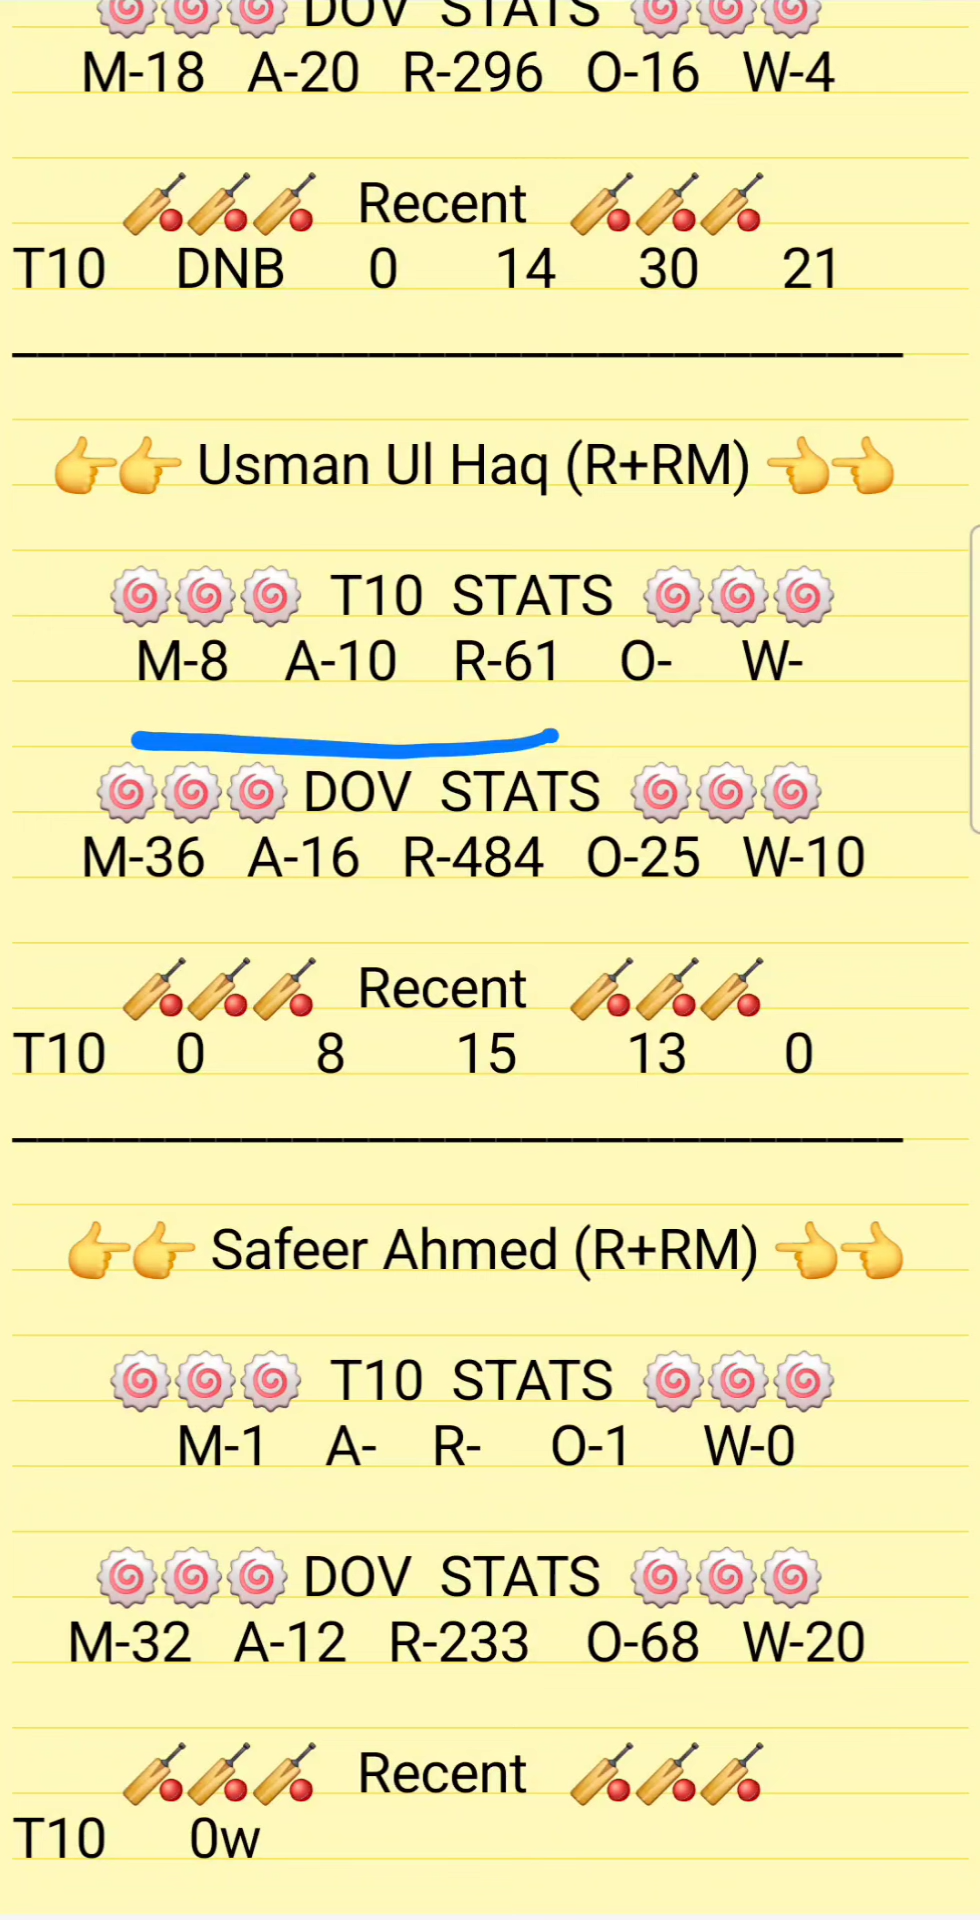 DOV STATS
M-18 A-20 R-296 O-16 W-4
Recent
T10 DNB 0 14 30 21
Usman Ul Haq (R+RM)
T10 STATS
M-8 A-10 R-61 O- W-
DOV STATS
M-36 A-16 R-484 O-25 W-10
Recent
T10 0 8 15 13 0
Safeer Ahmed (R+RM)
T10 STATS
M-1 A- R- O-1 W-0
DOV STATS
M-32 A-12 R-233 O-68 W-20
Recent
T10 0w